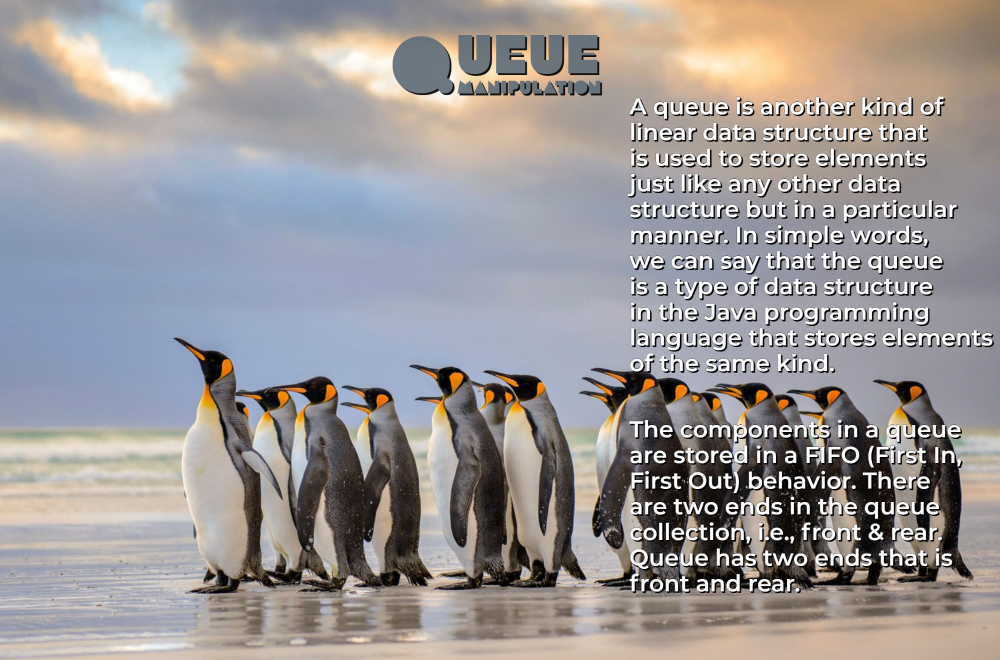 QUEUE
MANIPULATION
A queue is another kind of
linear data structure that
is used to store elements
just like any other data
structure but in a particular
manner. In simple words,
we can say that the queue
is a type of data structure
in the Java programming
language that stores elements
of the same kind.
The components in a queue
are stored in a FIFO (First In,
First Out) behavior. There
are two ends in the queue
collection, i.e., front & rear.
Queue has two ends that is
front and rear.